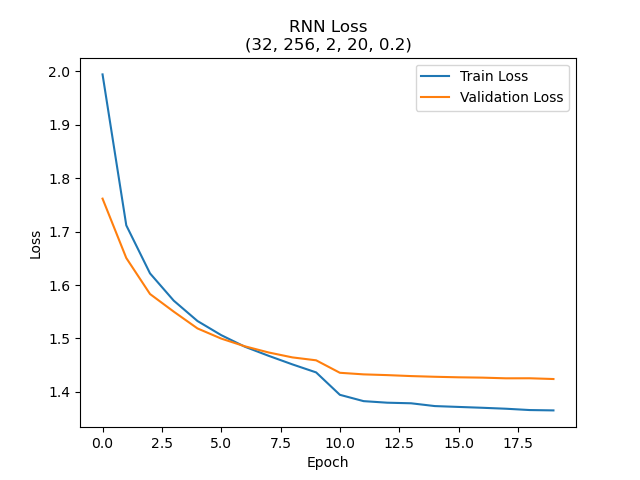 RNN Loss
(32, 256, 2, 20, 0.2)
Train Loss
Validation Loss
2.0
1.9
1.8
1.7
1.6
1.5
1.4
Loss
0.0 2.5 5.0 7.5 10.0 12.5 15.0 17.5
Epoch